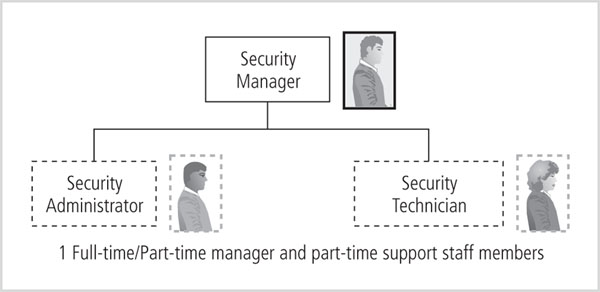 Security
Manager
Security
Administrator
Security
Technician
1 Full-time/Part-time manager and part-time support staff members